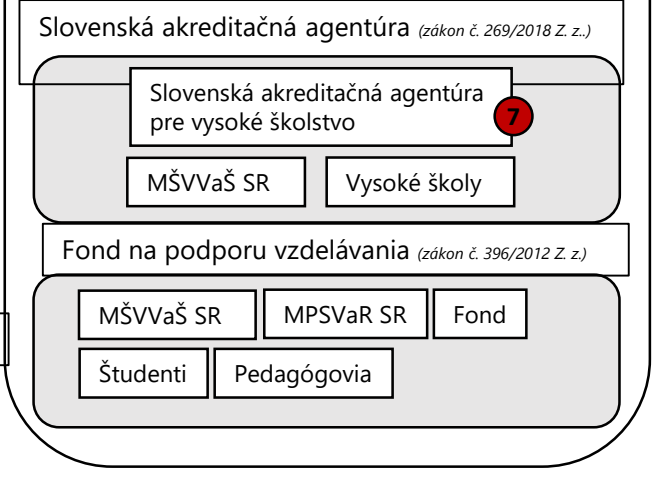 Slovenská akreditačná agentúra (zákon č. 269/2018 Z. z..)
Slovenská akreditačná agentúra
pre vysoké školstvo
7
MŠVVaŠ SR
Vysoké školy
Fond na podporu vzdelávania (zákon č. 396/2012 Z. z.)
MŠVVaŠ SR
MPSVaR SR
Fond
Študenti
Pedagógovia